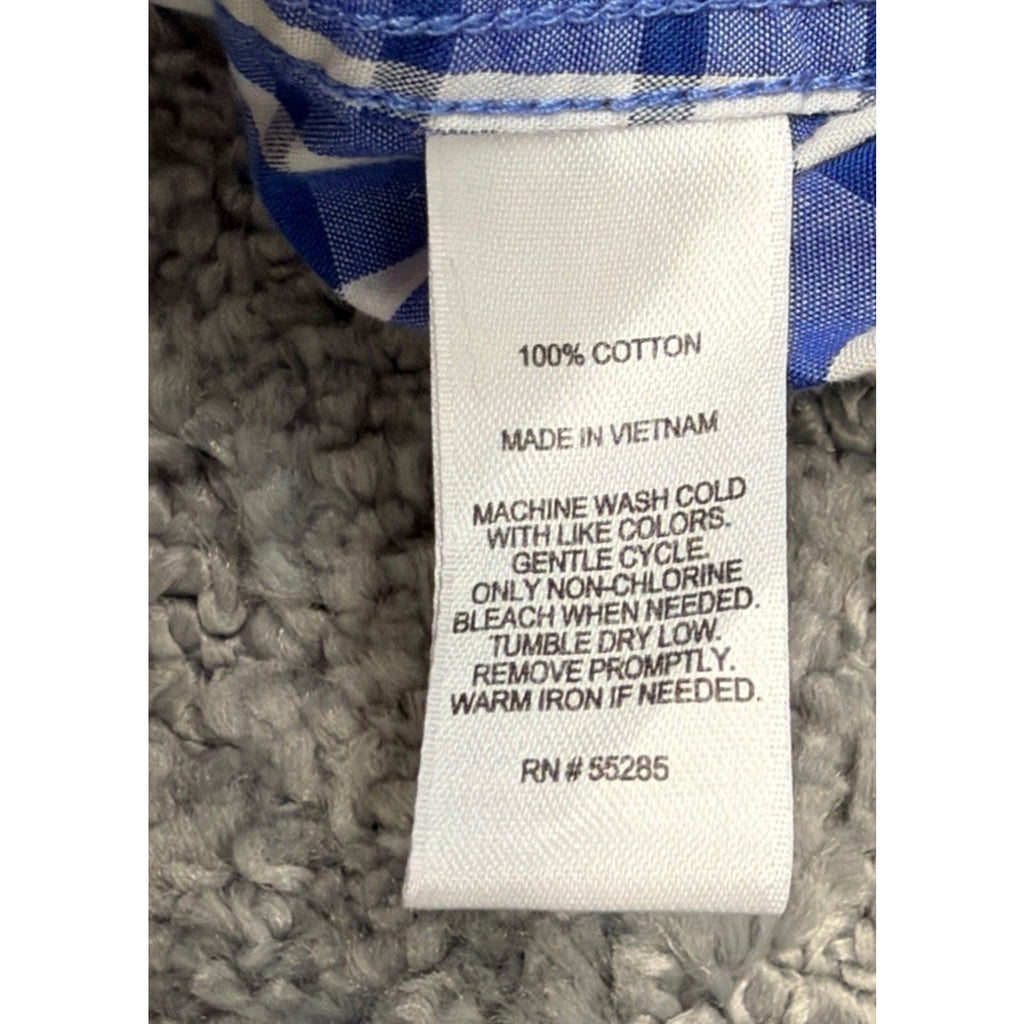 100% COTTON
MADE IN VIETNAM
MACHINE WASH COLD
WITH LIKE COLORS.
GENTLE CYCLE.
ONLY NON-CHLORINE
BLEACH WHEN NEEDED.
TUMBLE DRY LOW.
REMOVE PROMPTLY.
WARM IRON IF NEEDED.
RN # 55285